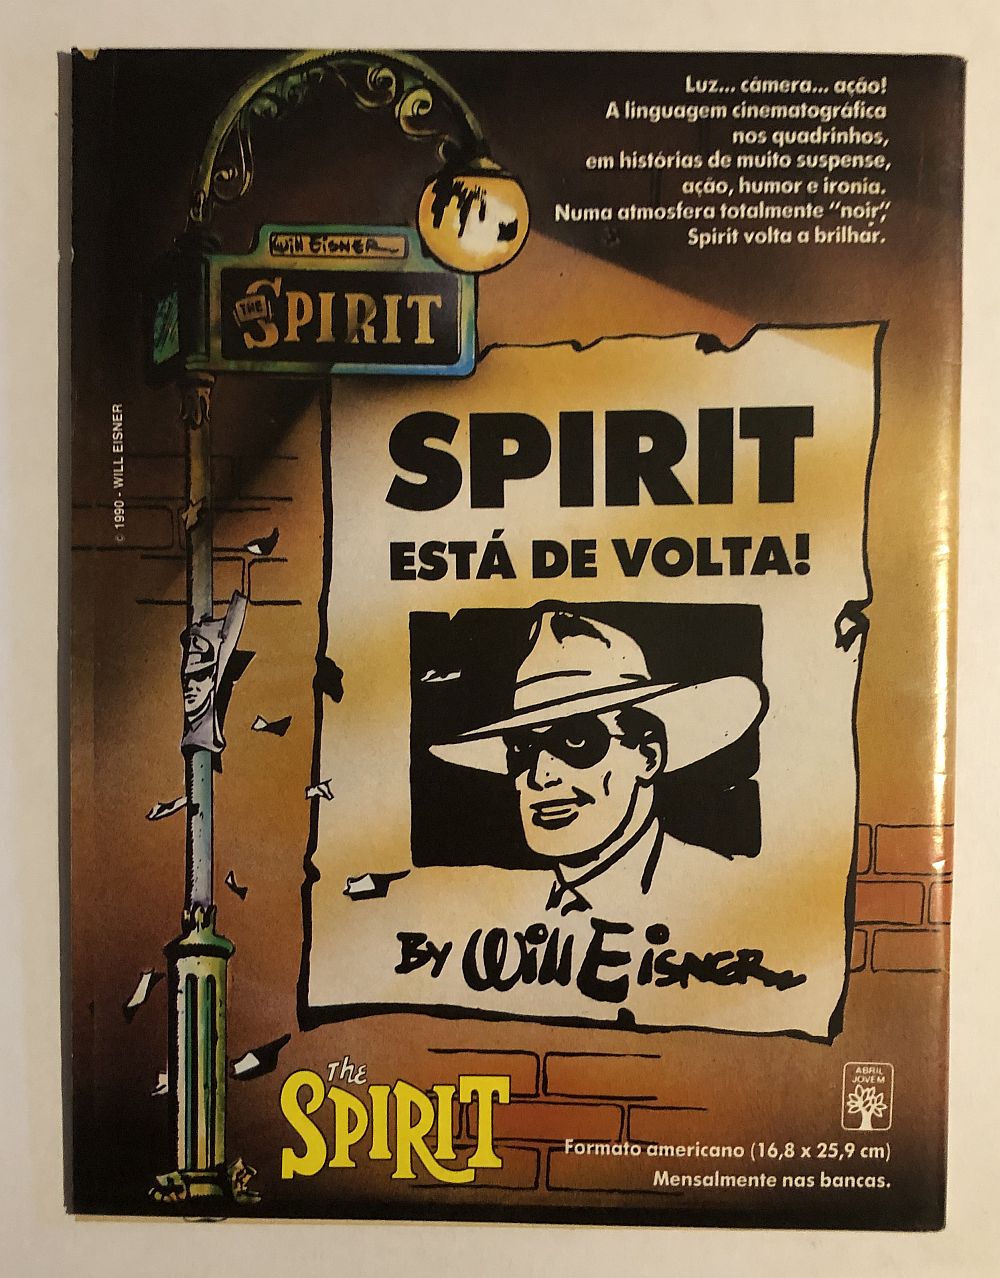 Luz... câmera... ação!
A linguagem cinematográfica
nos quadrinhos,
em histórias de muito suspense,
ação, humor e ironia.
Numa atmosfera totalmente "noir",
Spirit volta a brilhar.
Will Eisner
THE SPIRIT
© 1990 - WILL EISNER
SPIRIT
ESTÁ DE VOLTA!
By Will Eisner
The SPIRIT
ABRIL
JOVEM
Formato americano (16,8 x 25,9 cm)
Mensalmente nas bancas.